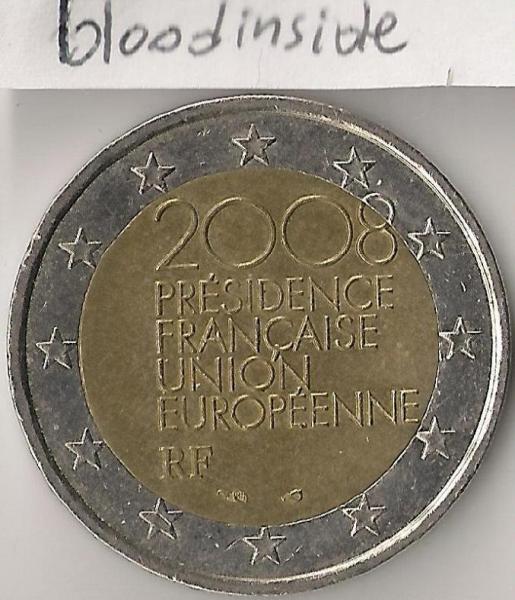 bloodinside
2008
PRÉSIDENCE
FRANÇAISE
UNION
EUROPÉENNE
RF